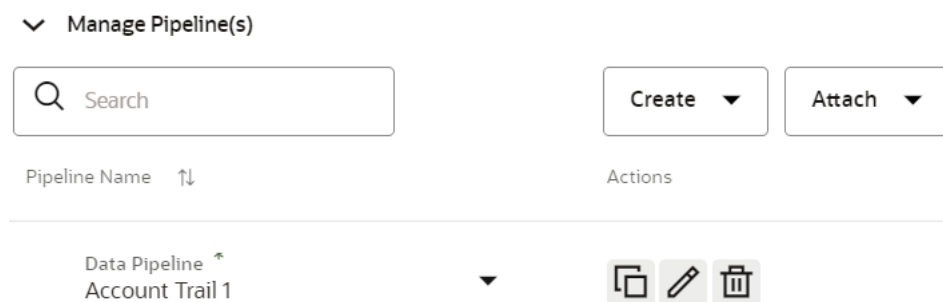 Manage Pipeline(s)
Search
Create
Attach
Pipeline Name
Actions
Data Pipeline
Account Trail 1